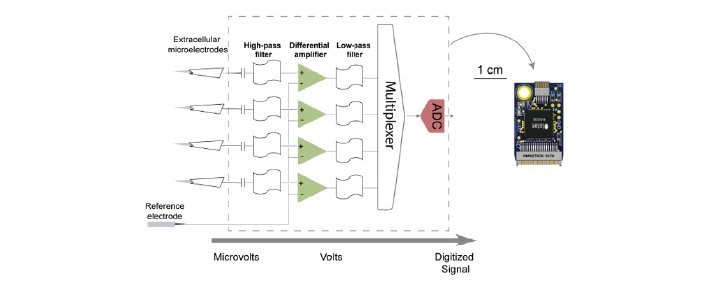 Extracellular
microelectrodes
High-pass
filter
Differential
amplifier
Low-pass
filter
1 cm
+
-
+
-
+
-
+
-
Multiplexer
ADC
Reference
electrode
Microvolts
Volts
Digitized
Signal